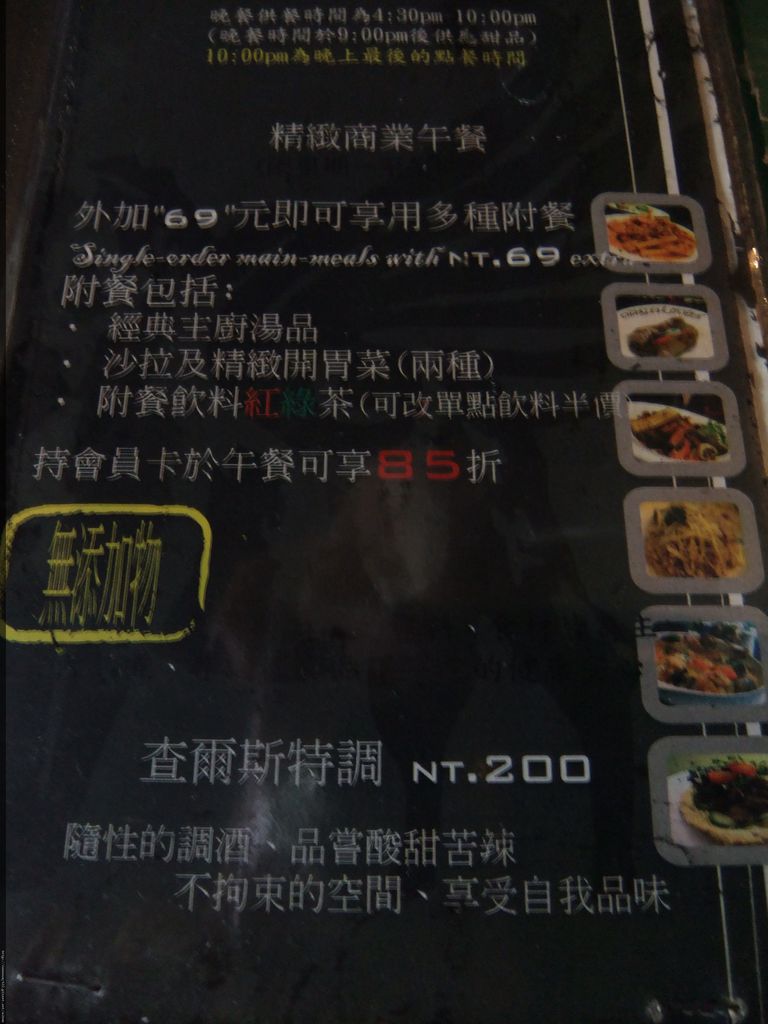 晚餐供餐時間為4:30pm-10:00pm
(晚餐時間於9:00pm後供應甜品)
10:00pm為晚上最後的點餐時間
精緻商業午餐
外加"69"元即可享用多種附餐
Single-order main-meals with NT.69 extra
附餐包括:
· 經典主廚湯品
· 沙拉及精緻開胃菜(兩種)
· 附餐飲料紅綠茶(可改單點飲料半價)
持會員卡於午餐可享85折
無添加物
查爾斯特調 NT.200
隨性的調酒、品嘗酸甜苦辣
不拘束的空間、享受自我品味